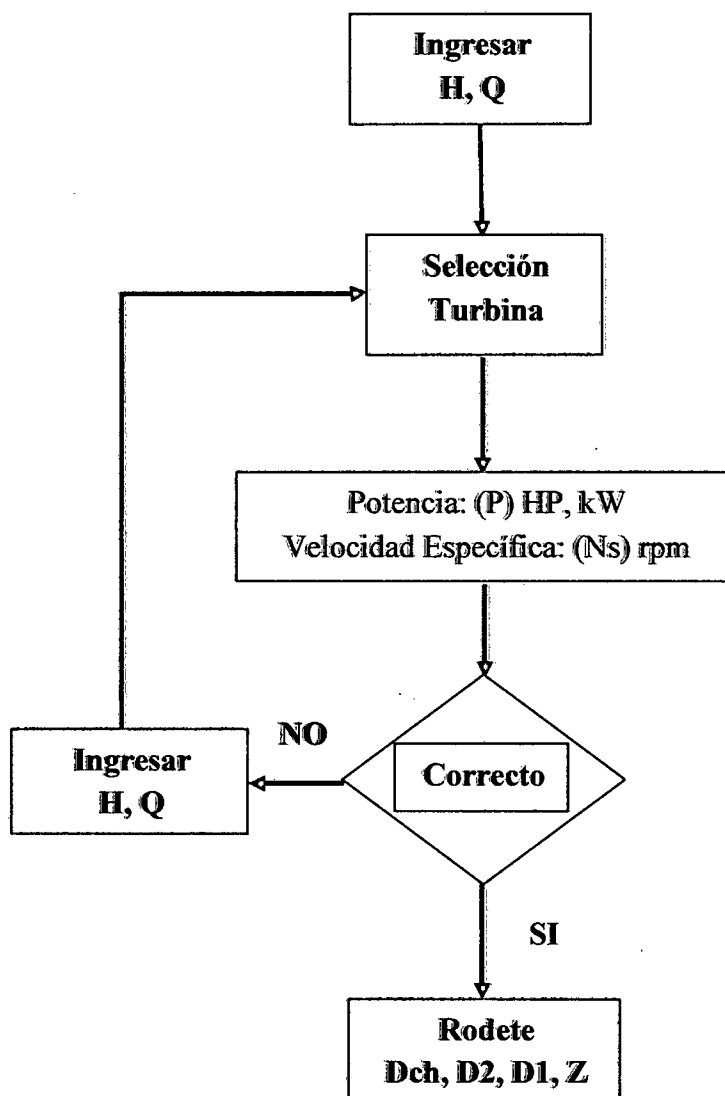 Ingresar
H, Q
Selección
Turbina
Potencia: (P) HP, kW
Velocidad Específica: (Ns) rpm
NO
Correcto
Ingresar
H, Q
SI
Rodete
Dch, D2, D1, Z